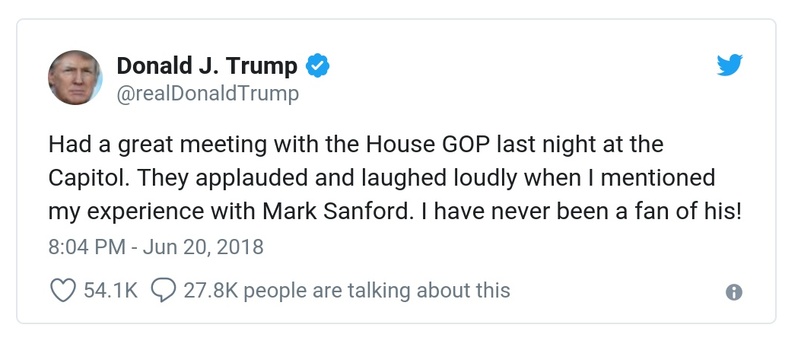 Donald J. Trump
@realDonaldTrump
Had a great meeting with the House GOP last night at the
Capitol. They applauded and laughed loudly when I mentioned
my experience with Mark Sanford. I have never been a fan of his!
8:04 PM - Jun 20, 2018
54.1K 27.8K people are talking about this